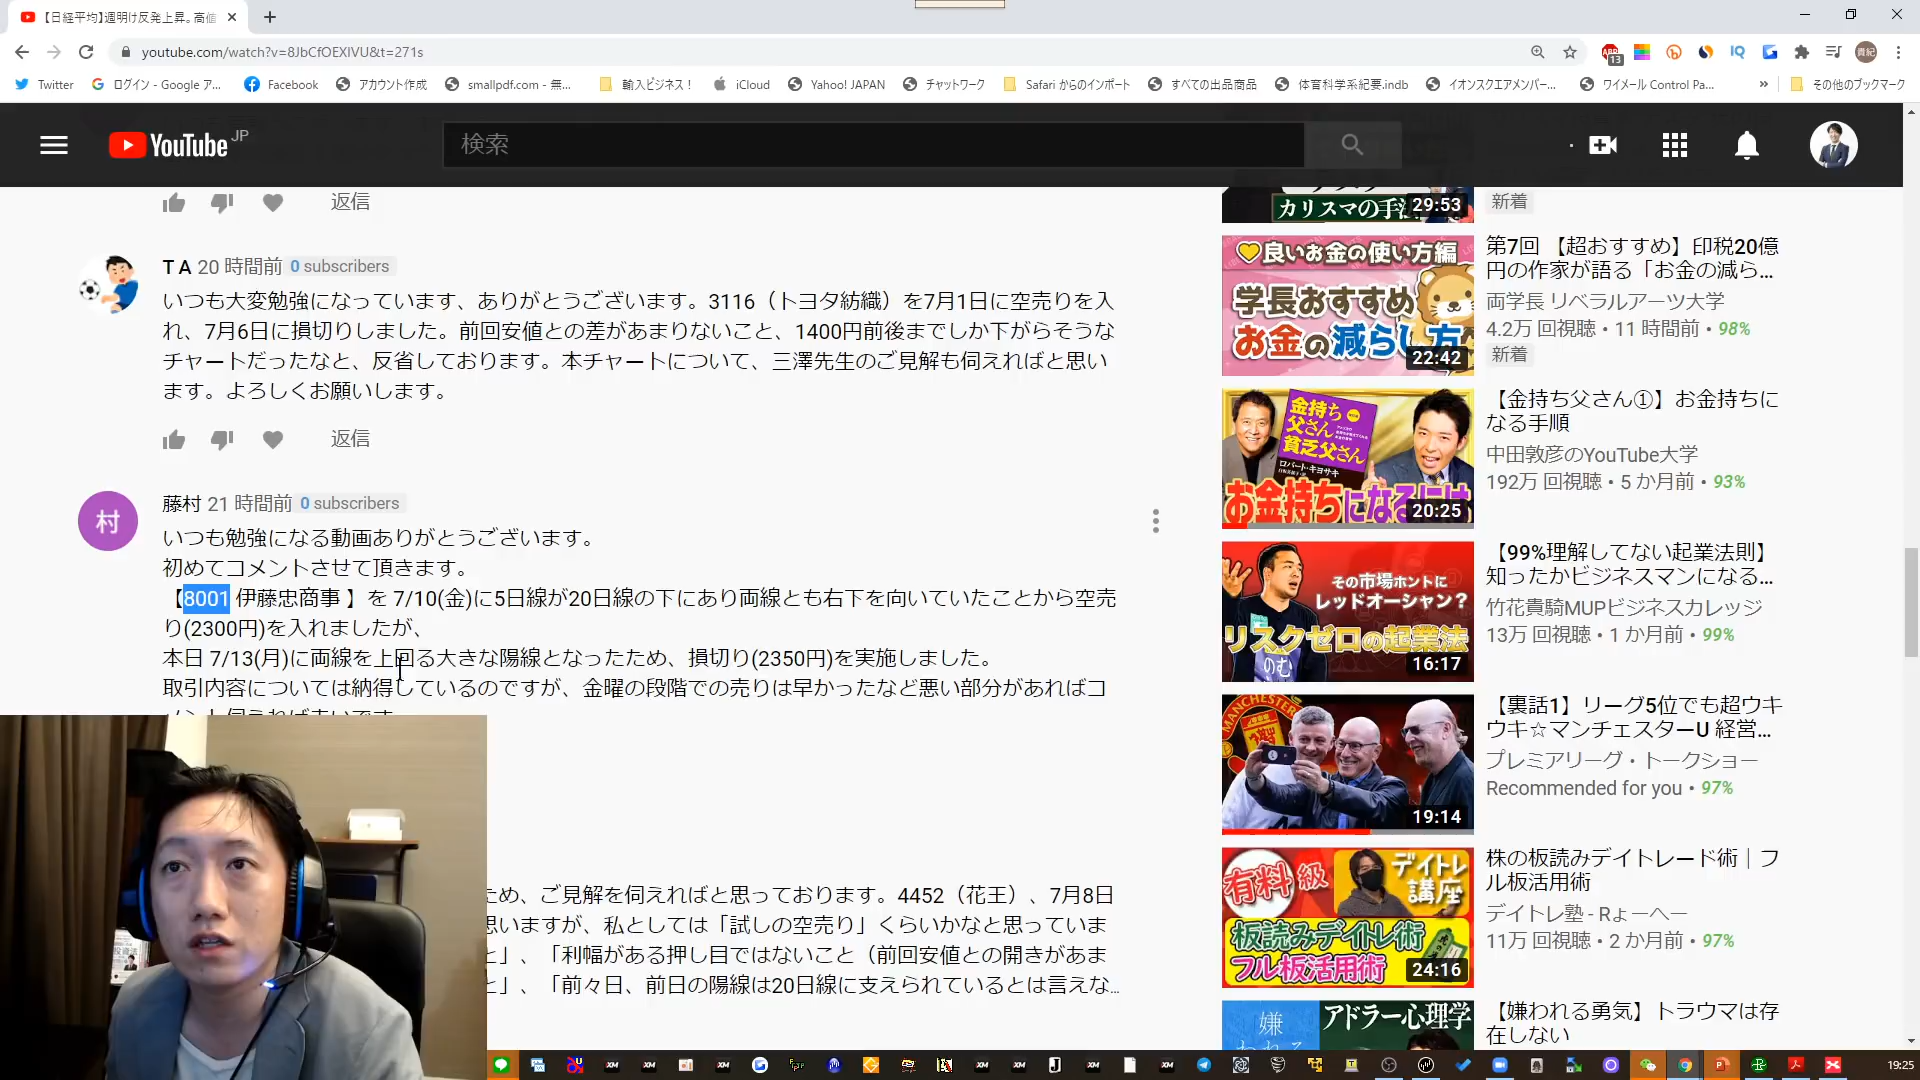 【日経平均】週明け反発上昇。高値
youtube.com/watch?v=8JbCfOEXIVU&t=271s
Twitter
ログイン - Google ア...
Facebook
アカウント作成
smallpdf.com - 無...
輸入ビジネス！
iCloud
Yahoo! JAPAN
チャットワーク
Safari からのインポート
すべての出品商品
体育科学系紀要.indb
イオンスクエアメンバー...
ワイメール Control Pa...
»
その他のブックマーク
13
IQ
貴紀
YouTube JP
検索
返信
T A 20 時間前 0 subscribers
いつも大変勉強になっています、ありがとうございます。3116（トヨタ紡織）を7月1日に空売りを入
れ、7月6日に損切りしました。前回安値との差があまりないこと、1400円前後までしか下がらそうな
チャートだったなと、反省しております。本チャートについて、三澤先生のご見解も伺えればと思い
ます。よろしくお願いします。
返信
村
藤村 21 時間前 0 subscribers
いつも勉強になる動画ありがとうございます。
初めてコメントさせて頂きます。
【8001 伊藤忠商事 】を 7/10(金)に5日線が20日線の下にあり両線とも右下を向いていたことから空売
り(2300円)を入れましたが、
本日 7/13(月)に両線を上回る大きな陽線となったため、損切り(2350円)を実施しました。
取引内容については納得しているのですが、金曜の段階での売りは早かったなど悪い部分があればコ
ため、ご見解を伺えればと思っております。4452（花王）、7月8日
思いますが、私としては「試しの空売り」くらいかなと思っていま
と」、「利幅がある押し目ではないこと（前回安値との開きがあま
と」、「前々日、前日の陽線は20日線に支えられているとは言えな...
カリスマの手法
29:53
新着
良いお金の使い方編
学長おすすめ
お金の減らし方
22:42
第7回 【超おすすめ】印税20億
円の作家が語る「お金の減ら...
両学長 リベラルアーツ大学
4.2万 回視聴・11 時間前・98%
新着
金持ち
父さん
貧乏父さん
ロバート・キヨサキ
お金持ちになるには
20:25
【金持ち父さん①】お金持ちに
なる手順
中田敦彦のYouTube大学
192万 回視聴・5 か月前・93%
その市場ホントに
レッドオーシャン？
リスクゼロの起業法
のむ
16:17
【99%理解してない起業法則】
知ったかビジネスマンになる...
竹花貴騎MUPビジネスカレッジ
13万 回視聴・1 か月前・99%
MANCHESTER
19:14
【裏話1】リーグ5位でも超ウキ
ウキ☆マンチェスターU 経営...
プレミアリーグ・トークショー
Recommended for you・97%
有料級
デイトレ
講座
板読みデイトレ術
フル板活用術
24:16
株の板読みデイトレード術｜フ
ル板活用術
デイトレ塾 - Rょーへー
11万 回視聴・2 か月前・97%
嫌
アドラー心理学
【嫌われる勇気】トラウマは存
在しない
19:25